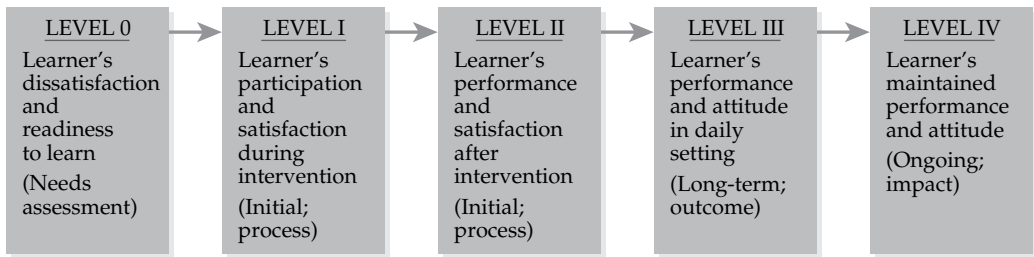 LEVEL 0
Learner's
dissatisfaction
and
readiness
to learn
(Needs
assessment)
LEVEL I
Learner's
participation
and
satisfaction
during
intervention
(Initial;
process)
LEVEL II
Learner's
performance
and
satisfaction
after
intervention
(Initial;
process)
LEVEL III
Learner's
performance
and attitude
in daily
setting
(Long-term;
outcome)
LEVEL IV
Learner's
maintained
performance
and attitude
(Ongoing;
impact)